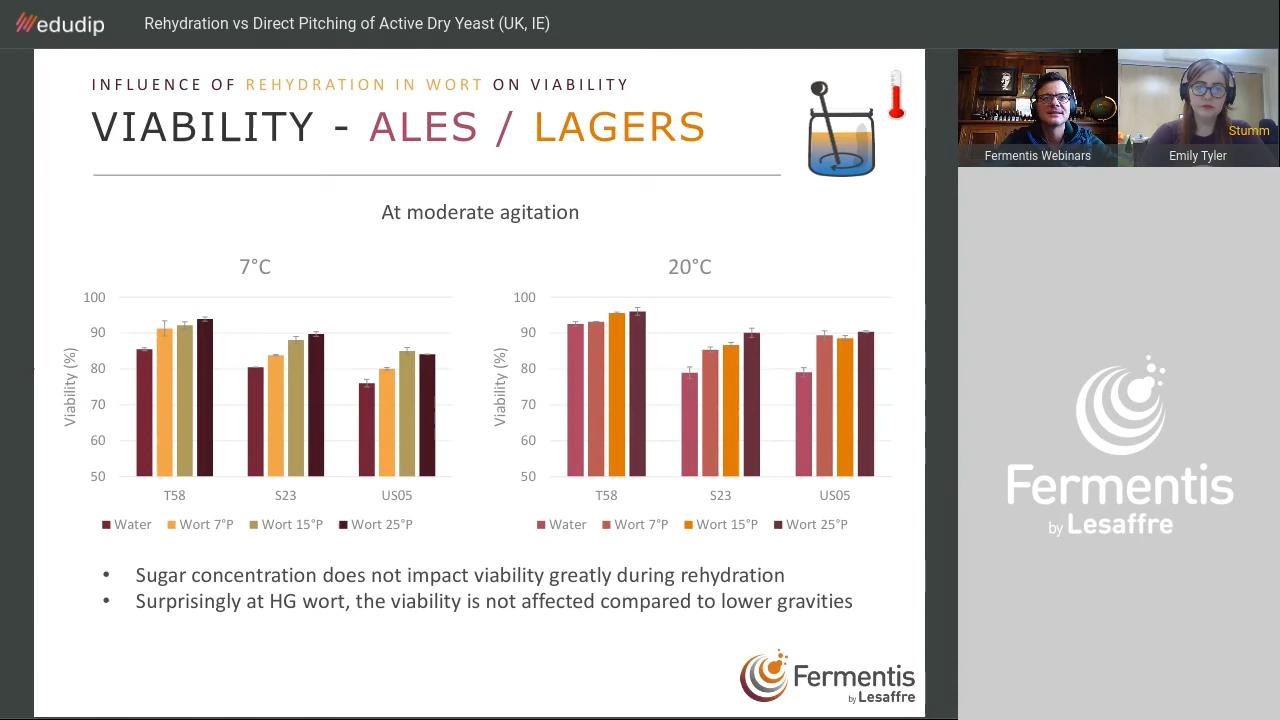 edudip
Rehydration vs Direct Pitching of Active Dry Yeast (UK, IE)
INFLUENCE OF REHYDRATION IN WORT ON VIABILITY
VIABILITY - ALES / LAGERS
At moderate agitation
7°C
100
90
80
70
60
50
Viability (%)
T58 S23 US05
Water Wort 7°P Wort 15°P Wort 25°P
20°C
100
90
80
70
60
50
Viability (%)
T58 S23 US05
Water Wort 7°P Wort 15°P Wort 25°P
• Sugar concentration does not impact viability greatly during rehydration
• Surprisingly at HG wort, the viability is not affected compared to lower gravities
Fermentis
by Lesaffre
Stumm
Fermentis Webinars
Emily Tyler
Fermentis
by Lesaffre